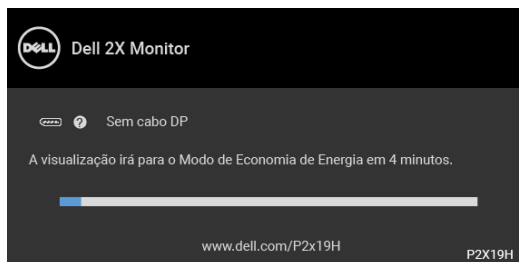 DELL Dell 2X Monitor
? Sem cabo DP
A visualização irá para o Modo de Economia de Energia em 4 minutos.
www.dell.com/P2x19H
P2X19H